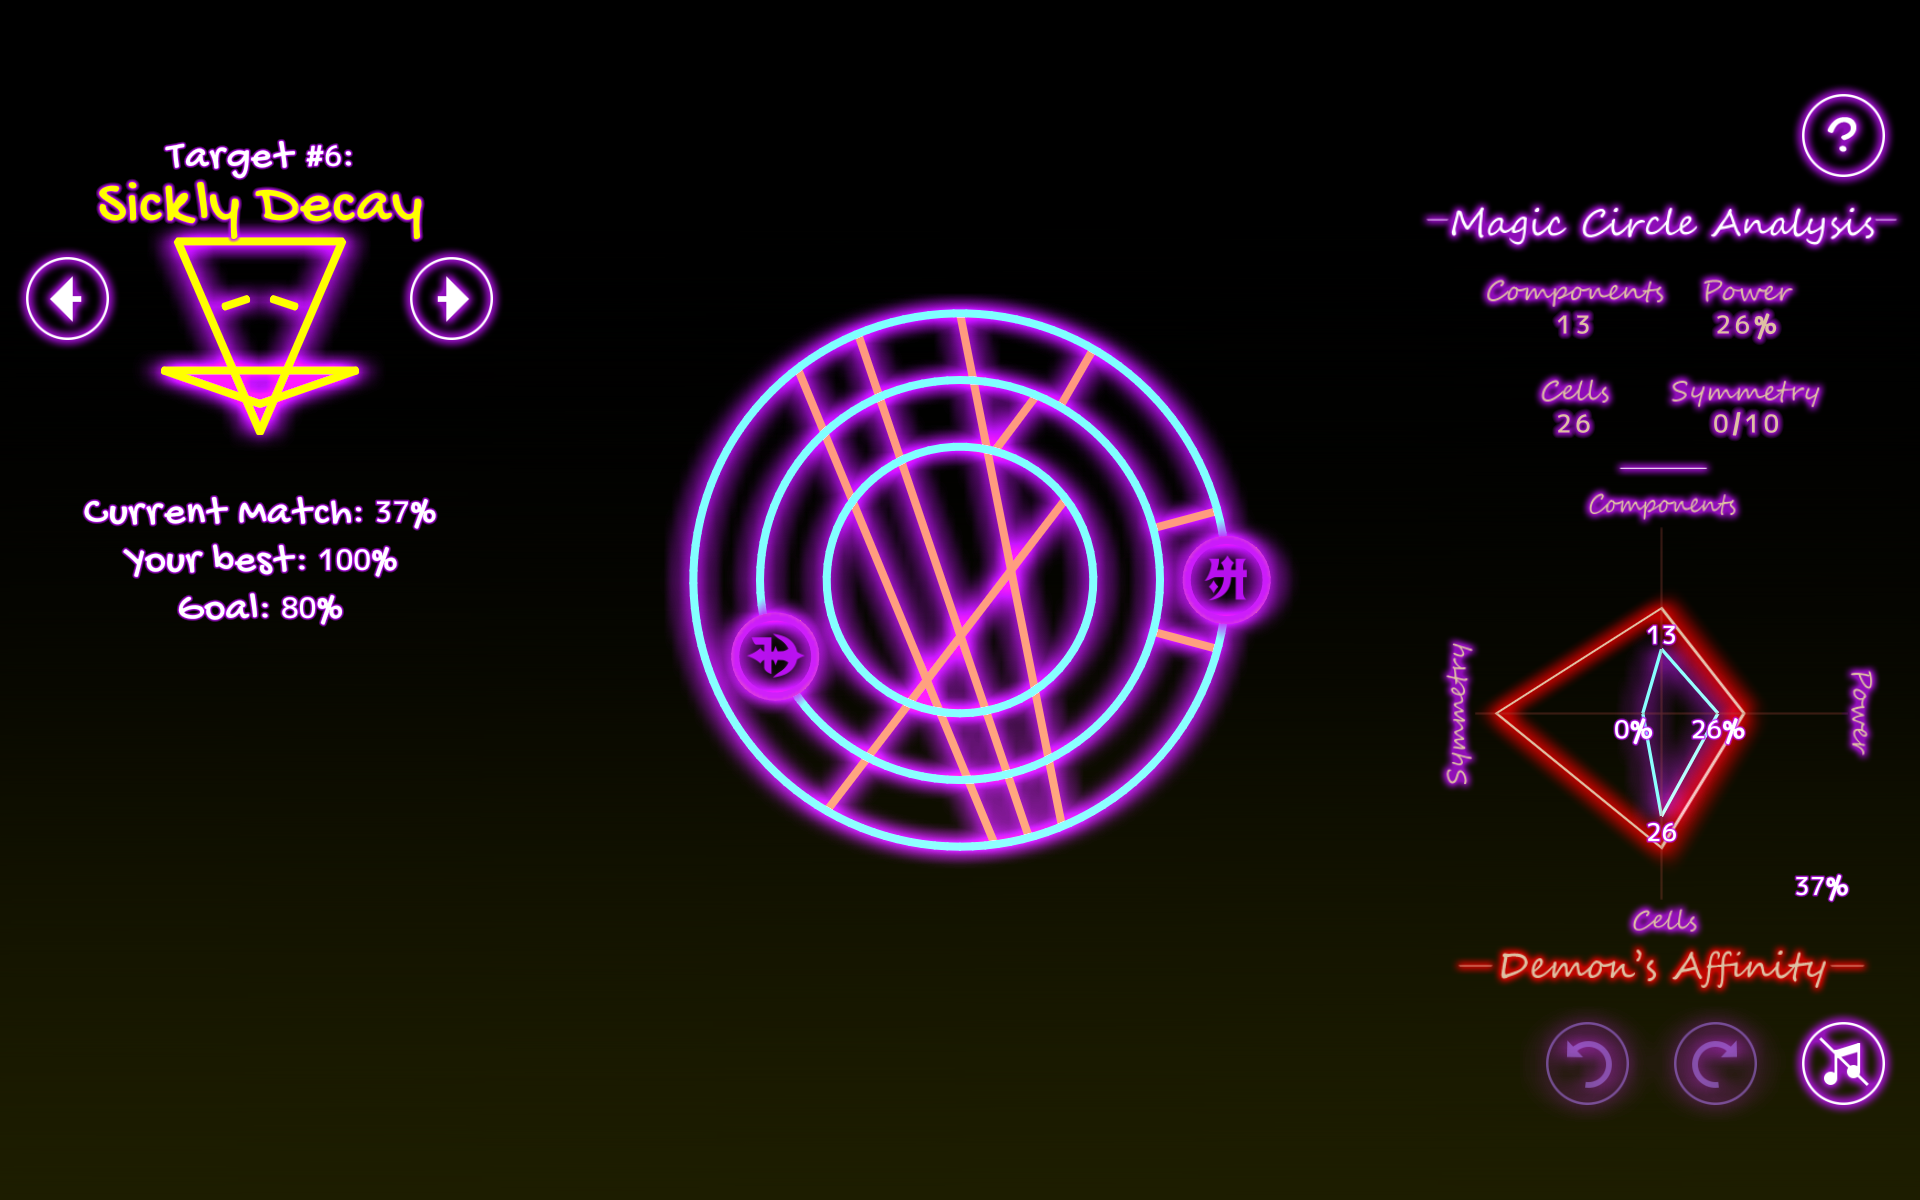 Target #6:
Sickly Decay
Current Match: 37%
Your best: 100%
Goal: 80%
?
Magic Circle Analysis
Components
13
Power
26%
Cells
26
Symmetry
0/10
Components
13
Symmetry
0%
26%
Power
26
37%
Cells
Demon's Affinity